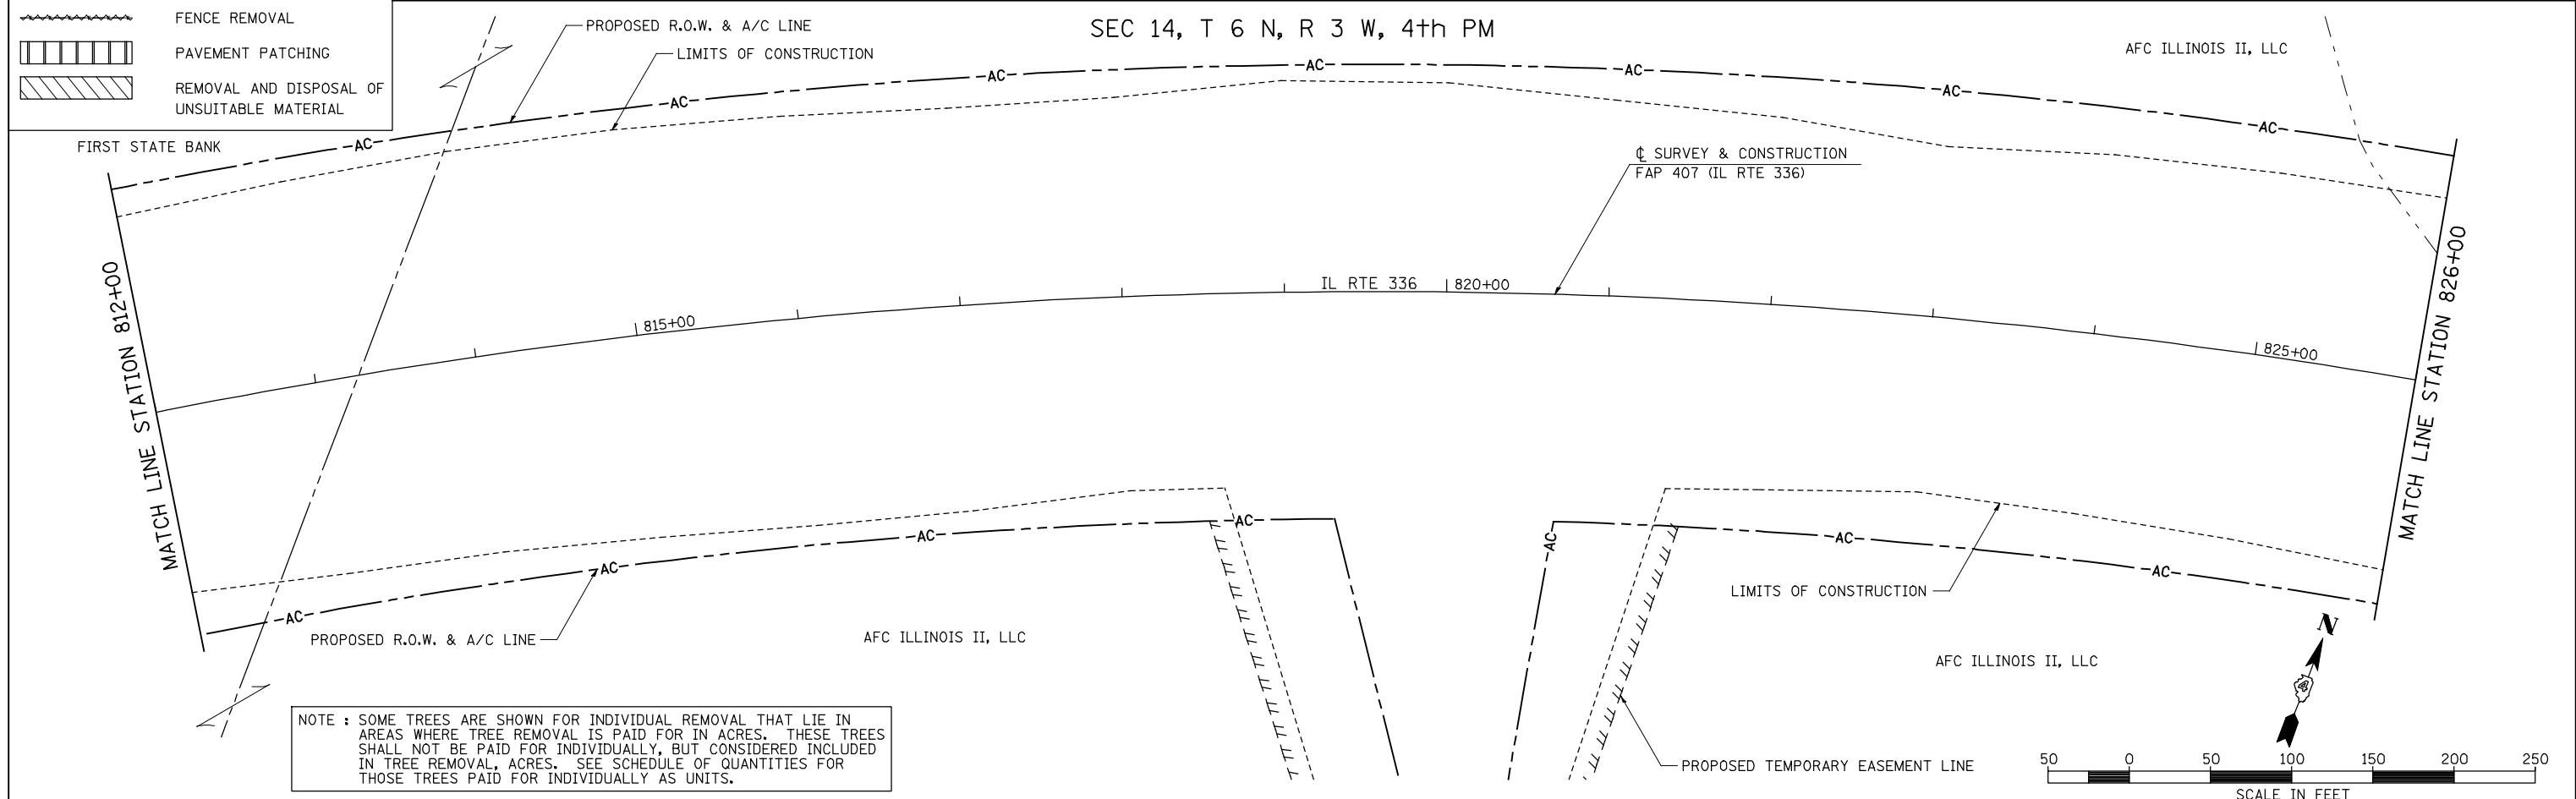 FENCE REMOVAL
PAVEMENT PATCHING
REMOVAL AND DISPOSAL OF
UNSUITABLE MATERIAL
PROPOSED R.O.W. & A/C LINE
LIMITS OF CONSTRUCTION
SEC 14, T 6 N, R 3 W, 4th PM
AFC ILLINOIS II, LLC
FIRST STATE BANK
AC
AC
AC
AC
AC
AC
AC
℄ SURVEY & CONSTRUCTION
FAP 407 (IL RTE 336)
MATCH LINE STATION 812+00
815+00
IL RTE 336
820+00
825+00
MATCH LINE STATION 826+00
AC
AC
AC
AC
AC
AC
AC
PROPOSED R.O.W. & A/C LINE
AFC ILLINOIS II, LLC
LIMITS OF CONSTRUCTION
AFC ILLINOIS II, LLC
N
4
NOTE : SOME TREES ARE SHOWN FOR INDIVIDUAL REMOVAL THAT LIE IN
AREAS WHERE TREE REMOVAL IS PAID FOR IN ACRES. THESE TREES
SHALL NOT BE PAID FOR INDIVIDUALLY, BUT CONSIDERED INCLUDED
IN TREE REMOVAL, ACRES. SEE SCHEDULE OF QUANTITIES FOR
THOSE TREES PAID FOR INDIVIDUALLY AS UNITS.
PROPOSED TEMPORARY EASEMENT LINE
50 0 50 100 150 200 250
SCALE IN FEET